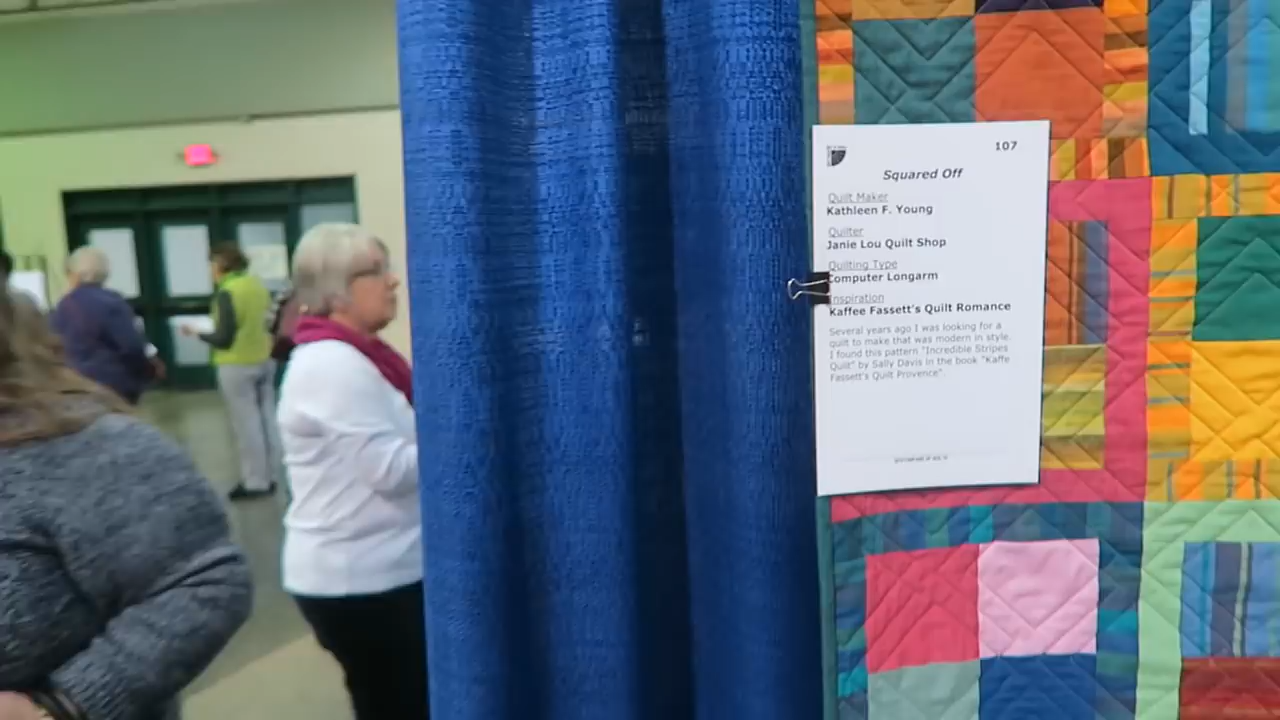 107
Squared Off
Quilt Maker
Kathleen F. Young
Quilter
Janie Lou Quilt Shop
Quilting Type
Computer Longarm
Inspiration
Kaffee Fassett's Quilt Romance
Several years ago I was looking for a
quilt to make that was modern in style.
I found this pattern "Incredible Stripes
Quilt" by Sally Davis in the book "Kaffe
Fassett's Quilt Provence".